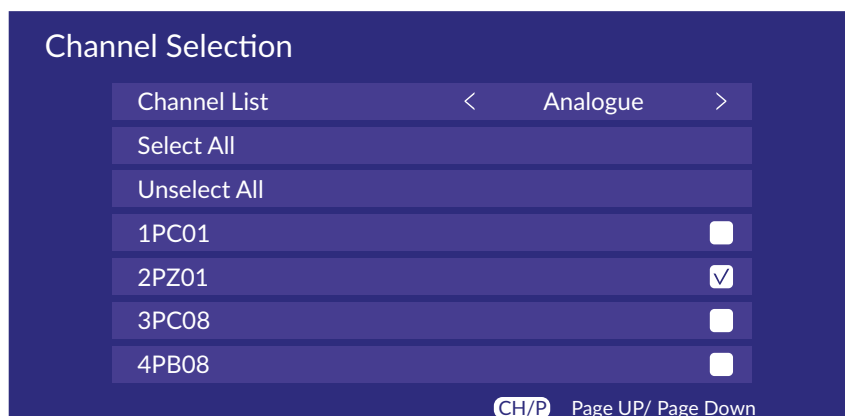 Channel Selection
Channel List < Analogue >
Select All
Unselect All
1PC01
2PZ01
3PC08
4PB08
CH/P Page UP/ Page Down